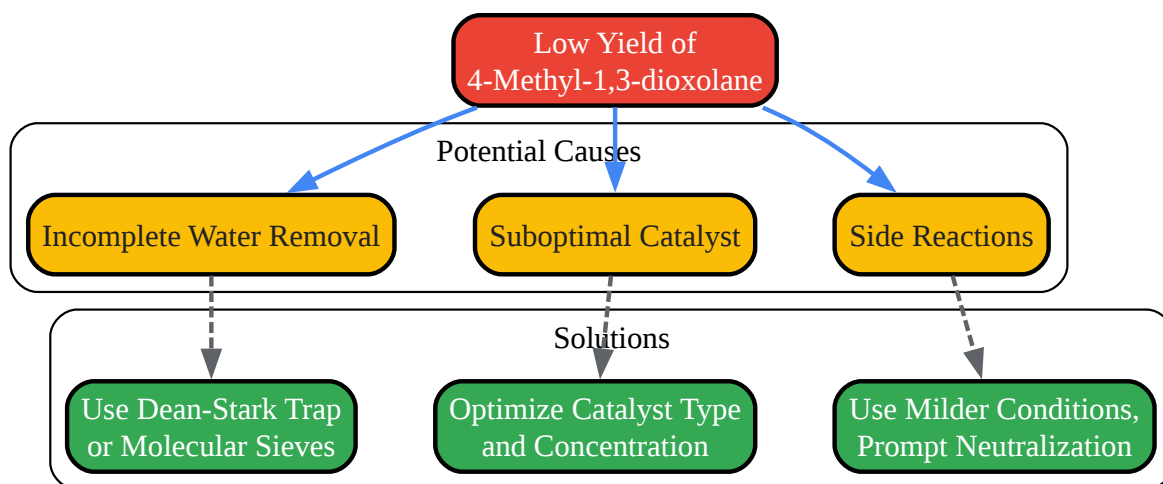 Low Yield of
4-Methyl-1,3-dioxolane
Potential Causes
Incomplete Water Removal
Suboptimal Catalyst
Side Reactions
Solutions
Use Dean-Stark Trap
or Molecular Sieves
Optimize Catalyst Type
and Concentration
Use Milder Conditions,
Prompt Neutralization